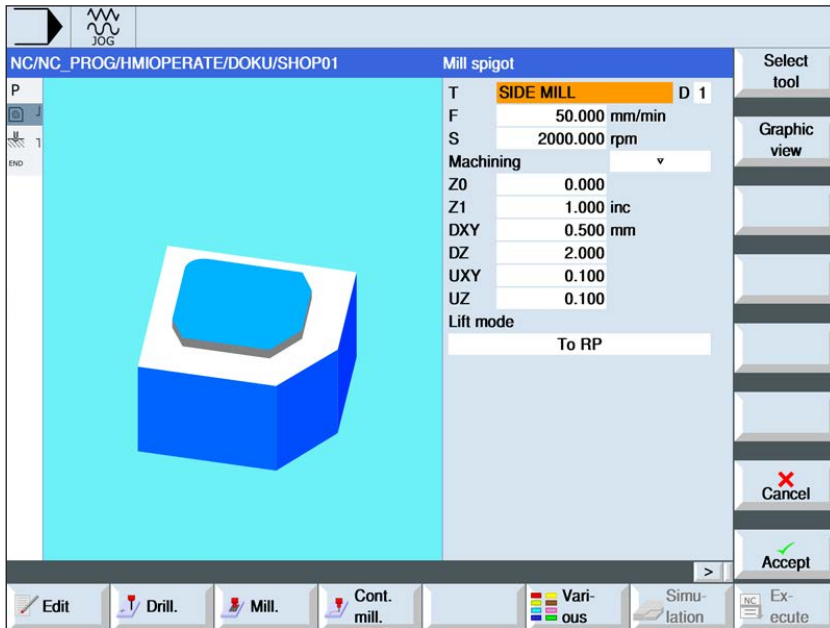 JOG
NC/NC_PROG/HMIOPERATE/DOKU/SHOP01
Mill spigot
Select
tool
P
END
T SIDE MILL D 1
F 50.000 mm/min
S 2000.000 rpm
Machining ▿
Z0 0.000
Z1 1.000 inc
DXY 0.500 mm
DZ 2.000
UXY 0.100
UZ 0.100
Lift mode
To RP
Graphic
view
Cancel
Accept
>
Edit
Drill.
Mill.
Cont.
mill.
Vari-
ous
Simu-
lation
NC
Ex-
ecute